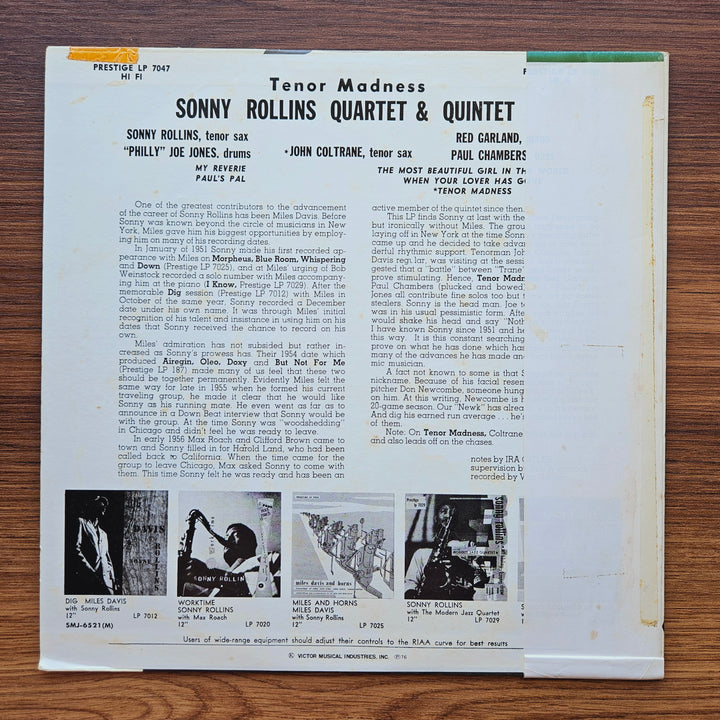 PRESTIGE LP 7047
HI FI
Tenor Madness
SONNY ROLLINS QUARTET & QUINTET
SONNY ROLLINS, tenor sax
"PHILLY" JOE JONES, drums
*JOHN COLTRANE, tenor sax
RED GARLAND,
PAUL CHAMBERS
MY REVERIE
PAUL'S PAL
THE MOST BEAUTIFUL GIRL IN TH
WHEN YOUR LOVER HAS GO
*TENOR MADNESS
One of the greatest contributors to the advancement
of the career of Sonny Rollins has been Miles Davis. Before
Sonny was known beyond the circle of musicians in New
York, Miles gave him his biggest opportunities by employ-
ing him on many of his recording dates.
In January of 1951 Sonny made his first recorded ap-
pearance with Miles on Morpheus, Blue Room, Whispering
and Down (Prestige LP 7025), and at Miles' urging of Bob
Weinstock recorded a solo number with Miles accompany-
ing him at the piano (I Know, Prestige LP 7029). After the
memorable Dig session (Prestige LP 7012) with Miles in
October of the same year, Sonny recorded a December
date under his own name. It was through Miles' initial
recognition of his talent and insistance in using him on his
dates that Sonny received the chance to record on his
own.
Miles' admiration has not subsided but rather in-
creased as Sonny's prowess has. Their 1954 date which
produced Airegin, Oleo, Doxy and But Not For Me
(Prestige LP 187) made many of us feel that these two
should be together permanently. Evidently Miles felt the
same way for late in 1955 when he formed his current
traveling group, he made it clear that he would like
Sonny as his running mate. He even went as far as to
announce in a Down Beat interview that Sonny would be
with the group. At the time Sonny was "woodshedding"
in Chicago and didn't feel he was ready to leave.
In early 1956 Max Roach and Clifford Brown came to
town and Sonny filled in for Harold Land, who had been
called back to California. When the time came for the
group to leave Chicago, Max asked Sonny to come with
them. This time Sonny felt he was ready and has been an
active member of the quintet since then.
This LP finds Sonny at last with the
but ironically without Miles. The grou
laying off in New York at the time Sonn
came up and he decided to take advan
derful rhythmic support. Tenorman John
Davis regular, was visiting at the sessi
gested that a "battle" between "Trane"
prove stimulating. Hence, Tenor Madn
Paul Chambers (plucked and bowed)
Jones all contribute fine solos but t
stealers. Sonny is the head man. Joe t
was in his usual pessimistic form. Afte
would shake his head and say "Noth
I have known Sonny since 1951 and he
this way. It is this constant searching
prove on what he has done which has
many of the advances he has made an
mic musician.
A fact not known to some is that S
nickname. Because of his facial resem
pitcher Don Newcombe, someone hung
on him. At this writing, Newcombe is h
20-game season. Our "Newk" has alrea
And dig his earned run average . . . he's
of them.
Note: On Tenor Madness, Coltrane
and also leads off on the chases.
notes by IRA
supervision by
recorded by V
DIG MILES DAVIS
with Sonny Rollins
12" LP 7012
WORKTIME
SONNY ROLLINS
with Max Roach
12" LP 7020
miles davis and horns
MILES AND HORNS
MILES DAVIS
with Sonny Rollins
12" LP 7025
Prestige
lp 7029
sonny rollins
MODERN JAZZ QUARTET
SONNY ROLLINS
with The Modern Jazz Quartet
12" LP 7029
SMJ-6521(M)
Users of wide-range equipment should adjust their controls to the RIAA curve for best results
VICTOR MUSICAL INDUSTRIES, INC. Ⓟ76